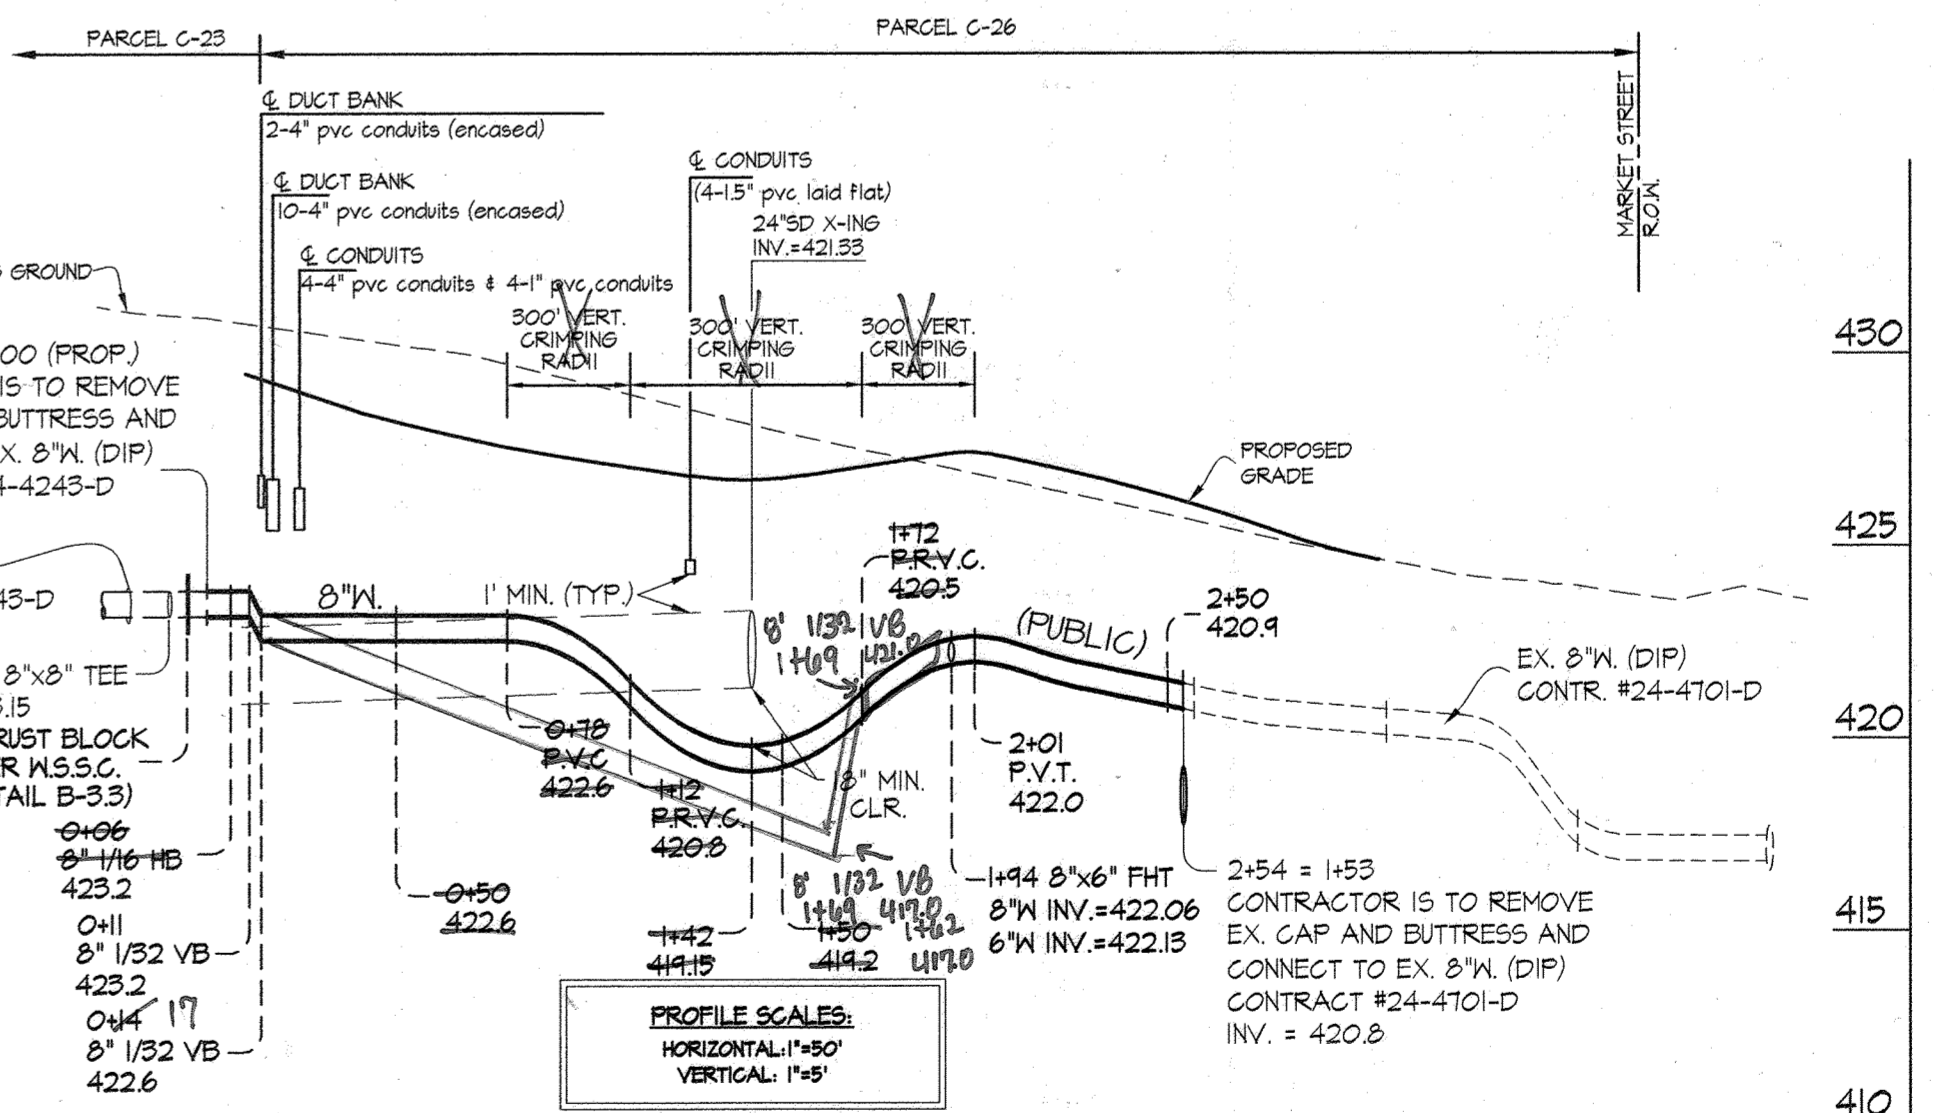 PARCEL C-23
PARCEL C-26
℄ DUCT BANK
2-4" pvc conduits (encased)
℄ DUCT BANK
10-4" pvc conduits (encased)
℄ CONDUITS
4-4" pvc conduits & 4-1" pvc conduits
℄ CONDUITS
(4-1.5" pvc laid flat)
24"SD X-ING
INV.=421.33
MARKET STREET
R.O.W.
GROUND
300' VERT.
CRIMPING
RADII
300' VERT.
CRIMPING
RADII
300' VERT.
CRIMPING
RADII
430
425
420
415
410
00 (PROP.)
IS TO REMOVE
BUTTRESS AND
X. 8"W. (DIP)
4-4243-D
PROPOSED
GRADE
43-D
8"W.
1' MIN. (TYP.)
1+72
P.R.V.C.
420.5
8' 1/32 VB
1+69 421.0
(PUBLIC)
2+50
420.9
EX. 8"W. (DIP)
CONTR. #24-4701-D
8"x8" TEE
.15
RUST BLOCK
R W.S.S.C.
TAIL B-3.3)
0+06
8" 1/16 HB
423.2
0+11
8" 1/32 VB
423.2
0+14 17
8" 1/32 VB
422.6
0+50
422.6
0+78
P.V.C
422.6
1+12
P.R.V.C.
420.8
18" MIN.
CLR.
2+01
P.V.T.
422.0
8' 1/32 VB
1+69 417.0
1+42
419.15
1+50
419.2
1+62
417.0
1+94 8"x6" FHT
8"W INV.=422.06
6"W INV.=422.13
2+54 = 1+53
CONTRACTOR IS TO REMOVE
EX. CAP AND BUTTRESS AND
CONNECT TO EX. 8"W. (DIP)
CONTRACT #24-4701-D
INV. = 420.8
PROFILE SCALES:
HORIZONTAL: 1"=50'
VERTICAL: 1"=5'